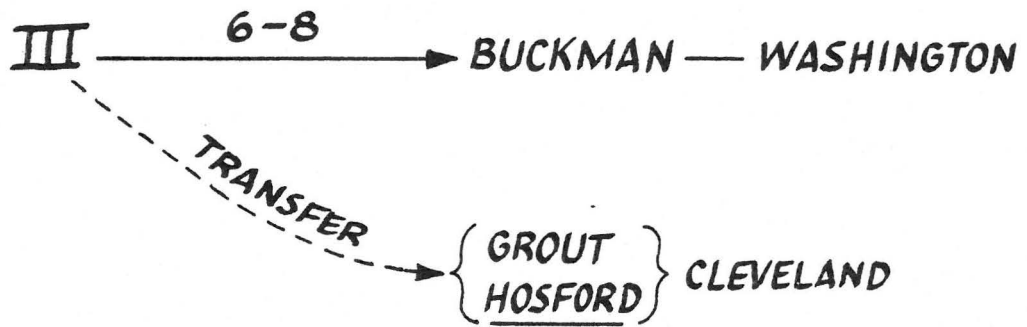 III 6-8 BUCKMAN — WASHINGTON
TRANSFER
GROUT
HOSFORD
CLEVELAND